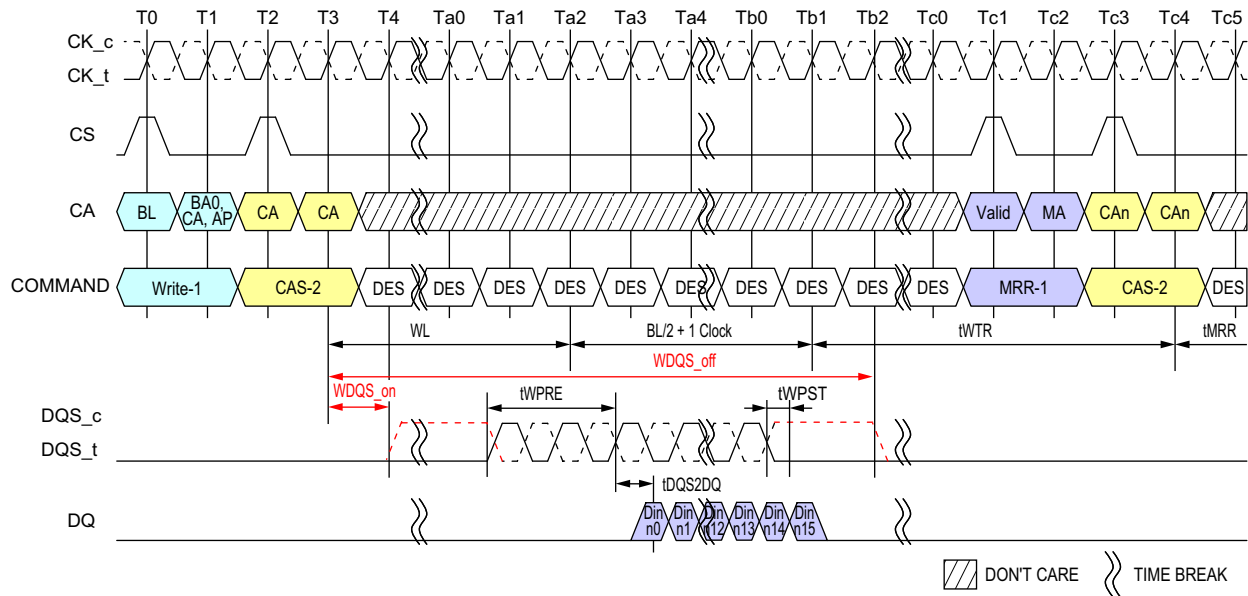 T0 T1 T2 T3 T4 Ta0 Ta1 Ta2 Ta3 Ta4 Tb0 Tb1 Tb2 Tc0 Tc1 Tc2 Tc3 Tc4 Tc5
CK_c
CK_t
CS
CA BL BA0, CA, AP CA CA Valid MA CAn CAn
COMMAND Write-1 CAS-2 DES DES DES DES DES DES DES DES DES DES MRR-1 CAS-2 DES
WL BL/2 + 1 Clock tWTR tMRR
WDQS_off
WDQS_on tWPRE tWPST
DQS_c
DQS_t
tDQS2DQ
DQ Din n0 Din n1 Din n12 Din n13 Din n14 Din n15
DON'T CARE TIME BREAK